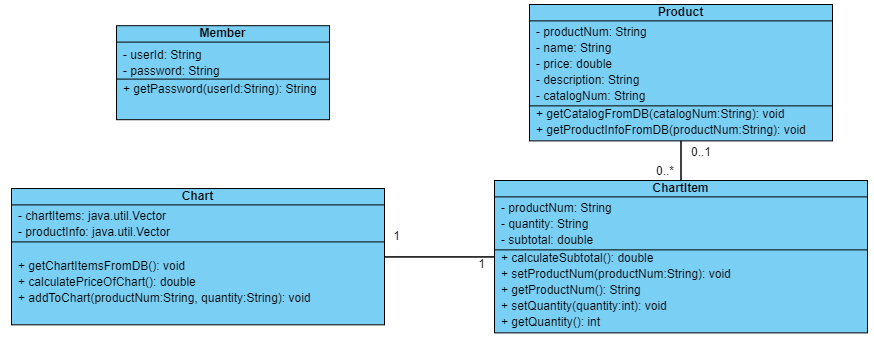 Member
- userId: String
- password: String
+ getPassword(userId:String): String
Product
- productNum: String
- name: String
- price: double
- description: String
- catalogNum: String
+ getCatalogFromDB(catalogNum:String): void
+ getProductInfoFromDB(productNum:String): void
0..1
0..*
Chart
- chartItems: java.util.Vector
- productInfo: java.util.Vector
+ getChartItemsFromDB(): void
+ calculatePriceOfChart(): double
+ addToChart(productNum:String, quantity:String): void
1
1
ChartItem
- productNum: String
- quantity: String
- subtotal: double
+ calculateSubtotal(): double
+ setProductNum(productNum:String): void
+ getProductNum(): String
+ setQuantity(quantity:int): void
+ getQuantity(): int